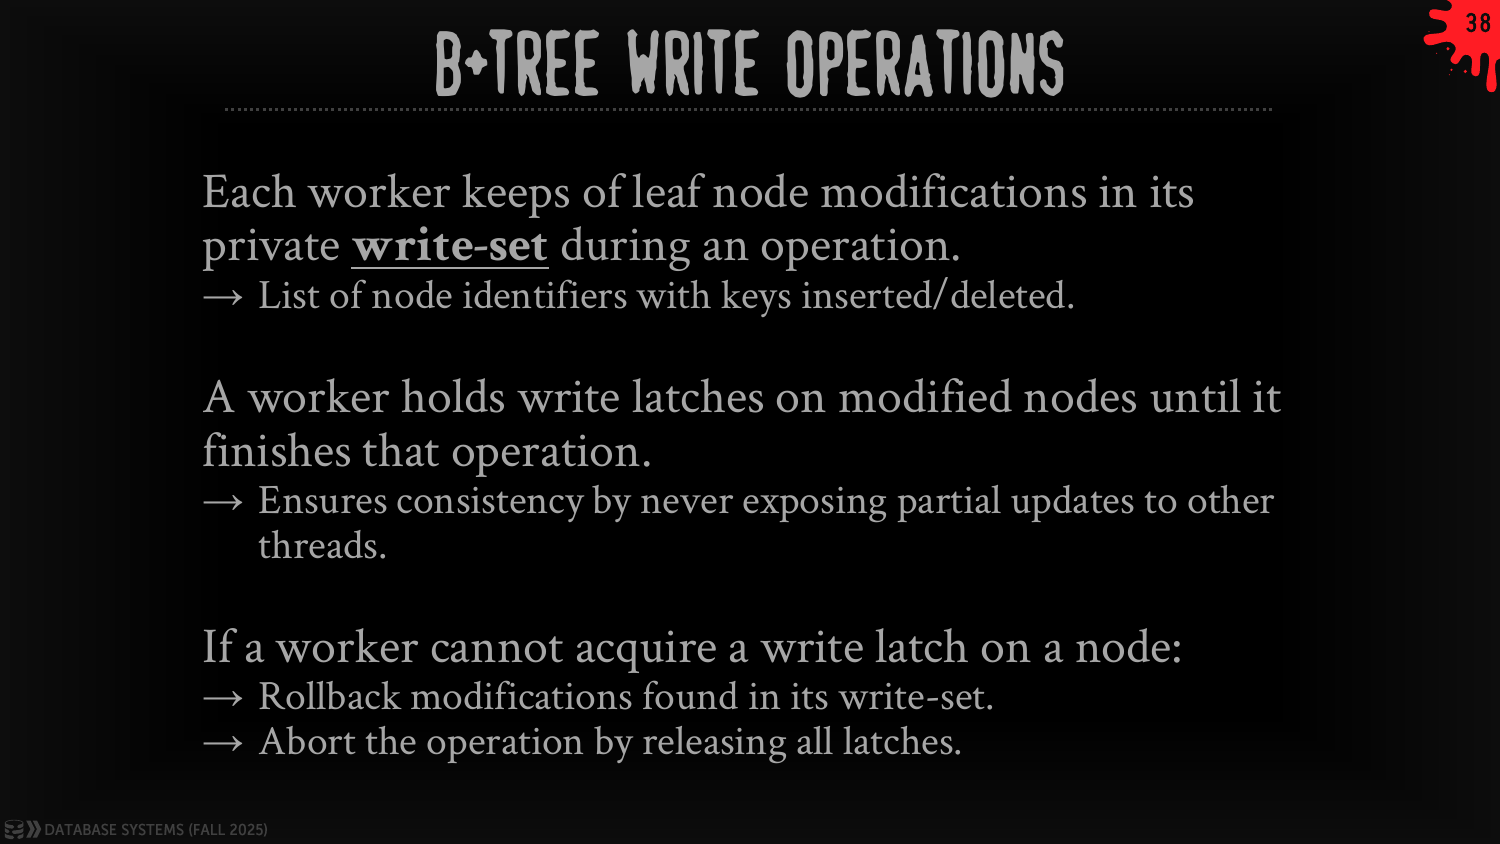 38
B+TREE WRITE OPERATIONS
Each worker keeps of leaf node modifications in its
private write-set during an operation.
→ List of node identifiers with keys inserted/deleted.
A worker holds write latches on modified nodes until it
finishes that operation.
→ Ensures consistency by never exposing partial updates to other
threads.
If a worker cannot acquire a write latch on a node:
→ Rollback modifications found in its write-set.
→ Abort the operation by releasing all latches.
DATABASE SYSTEMS (FALL 2025)